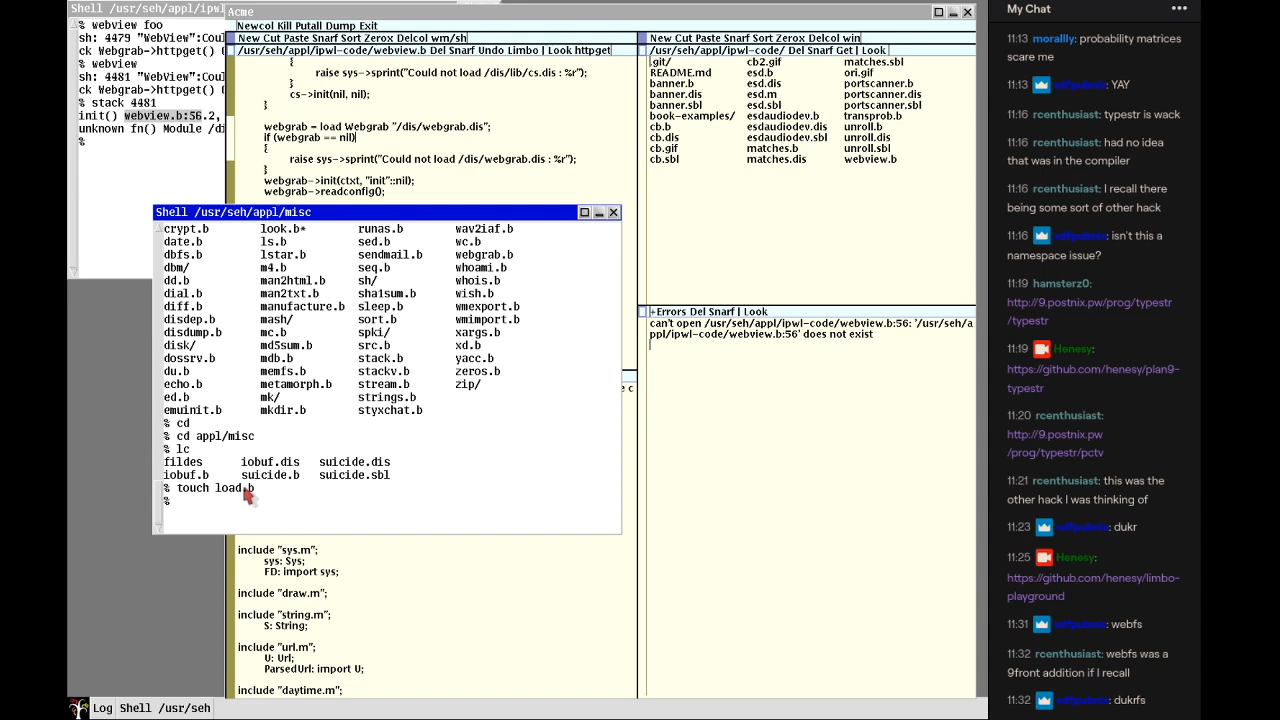 Shell /usr/seh/appl/ipwl
% webview foo
sh: 4479 "WebView":Could
ck Webgrab->httpget() (
% webview
sh: 4481 "WebView":Could
ck Webgrab->httpget() (
% stack 4481
init() webview.b:56.2,
unknown fn() Module /di
%
Acme
Newcol Kill Putall Dump Exit
New Cut Paste Snarf Sort Zerox Delcol wm/sh
/usr/seh/appl/ipwl-code/webview.b Del Snarf Undo Limbo | Look httpget
{
raise sys->sprint("Could not load /dis/lib/cs.dis : %r");
}
cs->init(nil, nil);
}
webgrab = load Webgrab "/dis/webgrab.dis";
if (webgrab == nil)
{
raise sys->sprint("Could not load /dis/webgrab.dis : %r");
}
webgrab->init(ctxt, "init"::nil);
webgrab->readconfig();
New Cut Paste Snarf Sort Zerox Delcol win
/usr/seh/appl/ipwl-code/ Del Snarf Get | Look
.git/ cb2.gif matches.sbl
README.md esd.b ori.gif
banner.b esd.dis portscanner.b
banner.dis esd.m portscanner.dis
banner.sbl esd.sbl portscanner.sbl
book-examples/ esdaudiodev.b transprob.b
cb.b esdaudiodev.dis unroll.b
cb.dis esdaudiodev.sbl unroll.dis
cb.gif matches.b unroll.sbl
cb.sbl matches.dis webview.b
Shell /usr/seh/appl/misc
crypt.b look.b* runas.b wav2iaf.b
date.b ls.b sed.b wc.b
dbfs.b lstar.b sendmail.b webgrab.b
dbm/ m4.b seq.b whoami.b
dd.b man2html.b sh/ whois.b
dial.b man2txt.b sha1sum.b wish.b
diff.b manufacture.b sleep.b wmexport.b
disdep.b mash/ sort.b wmimport.b
disdump.b mc.b spki/ xargs.b
disk/ md5sum.b src.b xd.b
dossrv.b mdb.b stack.b yacc.b
du.b memfs.b stackv.b zeros.b
echo.b metamorph.b stream.b zip/
ed.b mk/ strings.b
emuinit.b mkdir.b styxchat.b
% cd
% cd appl/misc
% lc
fildes iobuf.dis suicide.dis
iobuf.b suicide.b suicide.sbl
% touch load.b
%
+Errors Del Snarf | Look
can't open /usr/seh/appl/ipwl-code/webview.b:56: '/usr/seh/a
ppl/ipwl-code/webview.b:56' does not exist
c
include "sys.m";
sys: Sys;
FD: import sys;
include "draw.m";
include "string.m";
S: String;
include "url.m";
U: Url;
ParsedUrl: import U;
include "daytime.m";
Log Shell /usr/seh
My Chat
11:13 morallly: probability matrices
scare me
11:13 sdfpubnix: YAY
11:16 rcenthusiast: typestr is wack
11:16 rcenthusiast: had no idea
that was in the compiler
11:16 rcenthusiast: I recall there
being some sort of other hack
11:16 sdfpubnix: isn't this a
namespace issue?
11:19 hamsterz0:
http://9.postnix.pw/prog/typestr
/typestr
11:19 Henesy:
https://github.com/henesy/plan9-
typestr
11:20 rcenthusiast:
http://9.postnix.pw
/prog/typestr/pctv
11:21 rcenthusiast: this was the
other hack I was thinking of
11:23 sdfpubnix: dukr
11:25 Henesy:
https://github.com/henesy/limbo-
playground
11:31 sdfpubnix: webfs
11:32 rcenthusiast: webfs was a
9front addition if I recall
11:32 sdfpubnix: dukrfs